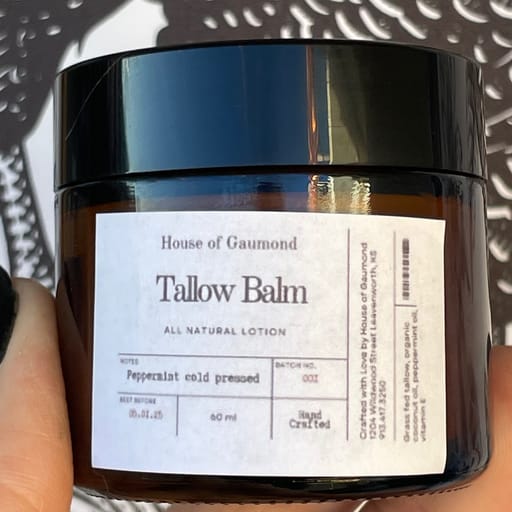 House of Gaumond
Tallow Balm
ALL NATURAL LOTION
NOTES
Peppermint cold pressed
BATCH NO.
001
BEST BEFORE
05.01.25
60 ml
Hand
Crafted
Crafted with Love by House of Gaumond
1204 Wildwood Street Leavenworth, KS
913.417.3250
Grass fed tallow, organic
coconut oil, peppermint oil,
vitamin E